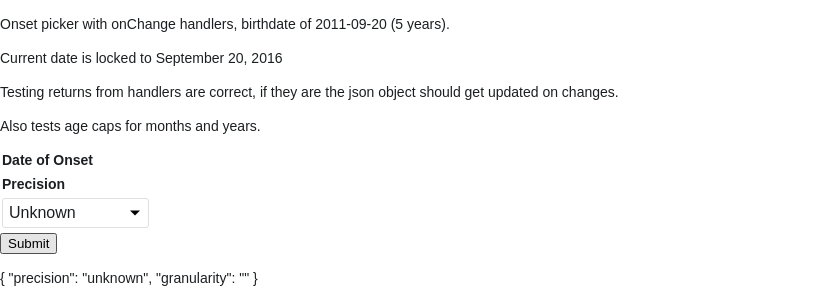 Onset picker with onChange handlers, birthdate of 2011-09-20 (5 years).
Current date is locked to September 20, 2016
Testing returns from handlers are correct, if they are the json object should get updated on changes.
Also tests age caps for months and years.
Date of Onset
Precision
Unknown
Submit
{ "precision": "unknown", "granularity": "" }